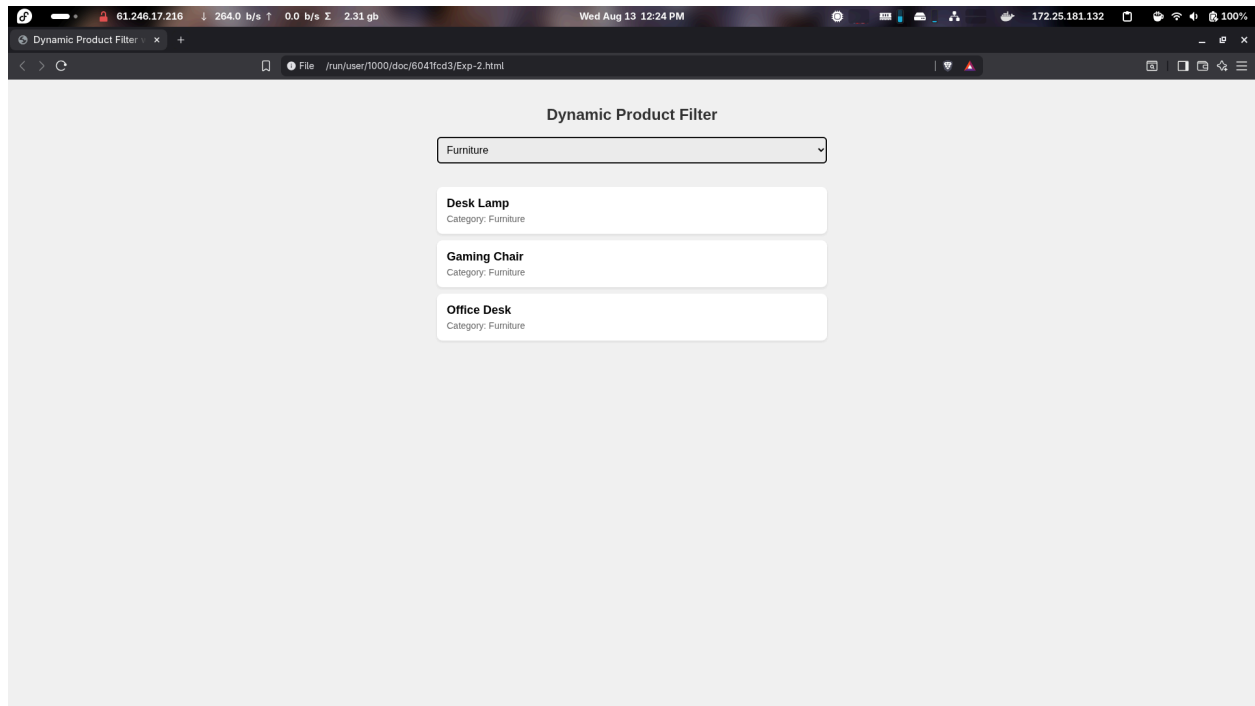 61.246.17.216 ↓ 264.0 b/s ↑ 0.0 b/s Σ 2.31 gb Wed Aug 13 12:24 PM 172.25.181.132 100%
Dynamic Product Filter
File /run/user/1000/doc/6041fcd3/Exp-2.html
Dynamic Product Filter
Furniture
Desk Lamp
Category: Furniture
Gaming Chair
Category: Furniture
Office Desk
Category: Furniture